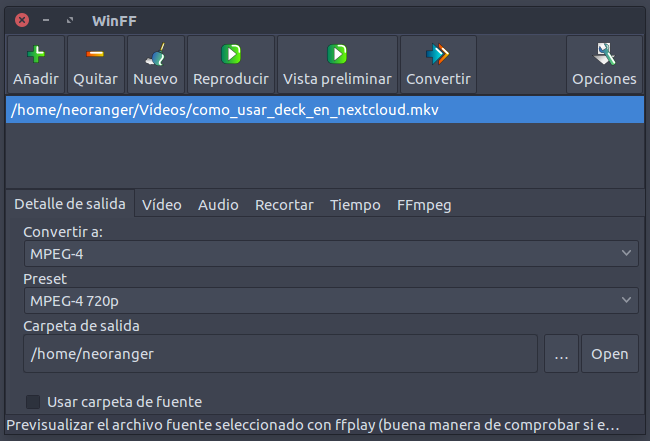 WinFF
Añadir Quitar Nuevo Reproducir Vista preliminar Convertir Opciones
/home/neoranger/Vídeos/como_usar_deck_en_nextcloud.mkv
Detalle de salida Vídeo Audio Recortar Tiempo FFmpeg
Convertir a:
MPEG-4
Preset
MPEG-4 720p
Carpeta de salida
/home/neoranger ... Open
Usar carpeta de fuente
Previsualizar el archivo fuente seleccionado con ffplay (buena manera de comprobar si e...